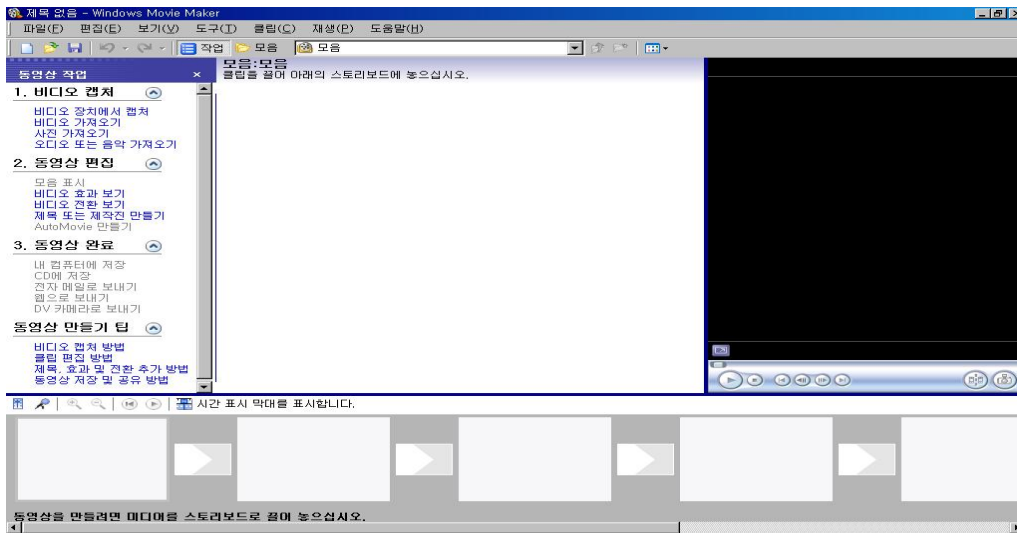 제목 없음 - Windows Movie Maker
파일(F) 편집(E) 보기(V) 도구(T) 클립(C) 재생(P) 도움말(H)
작업 모음 모음
동영상 작업
1. 비디오 캡처
비디오 장치에서 캡처
비디오 가져오기
사진 가져오기
오디오 또는 음악 가져오기
2. 동영상 편집
모음 표시
비디오 효과 보기
비디오 전환 보기
제목 또는 제작진 만들기
AutoMovie 만들기
3. 동영상 완료
내 컴퓨터에 저장
CD에 저장
전자 메일로 보내기
웹으로 보내기
DV 카메라로 보내기
동영상 만들기 팁
비디오 캡처 방법
클립 편집 방법
제목, 효과 및 전환 추가 방법
동영상 저장 및 공유 방법
모음:모음
클립을 끌어 아래의 스토리보드에 놓으십시오.
시간 표시 막대를 표시합니다.
동영상을 만들려면 미디어를 스토리보드로 끌어 놓으십시오.